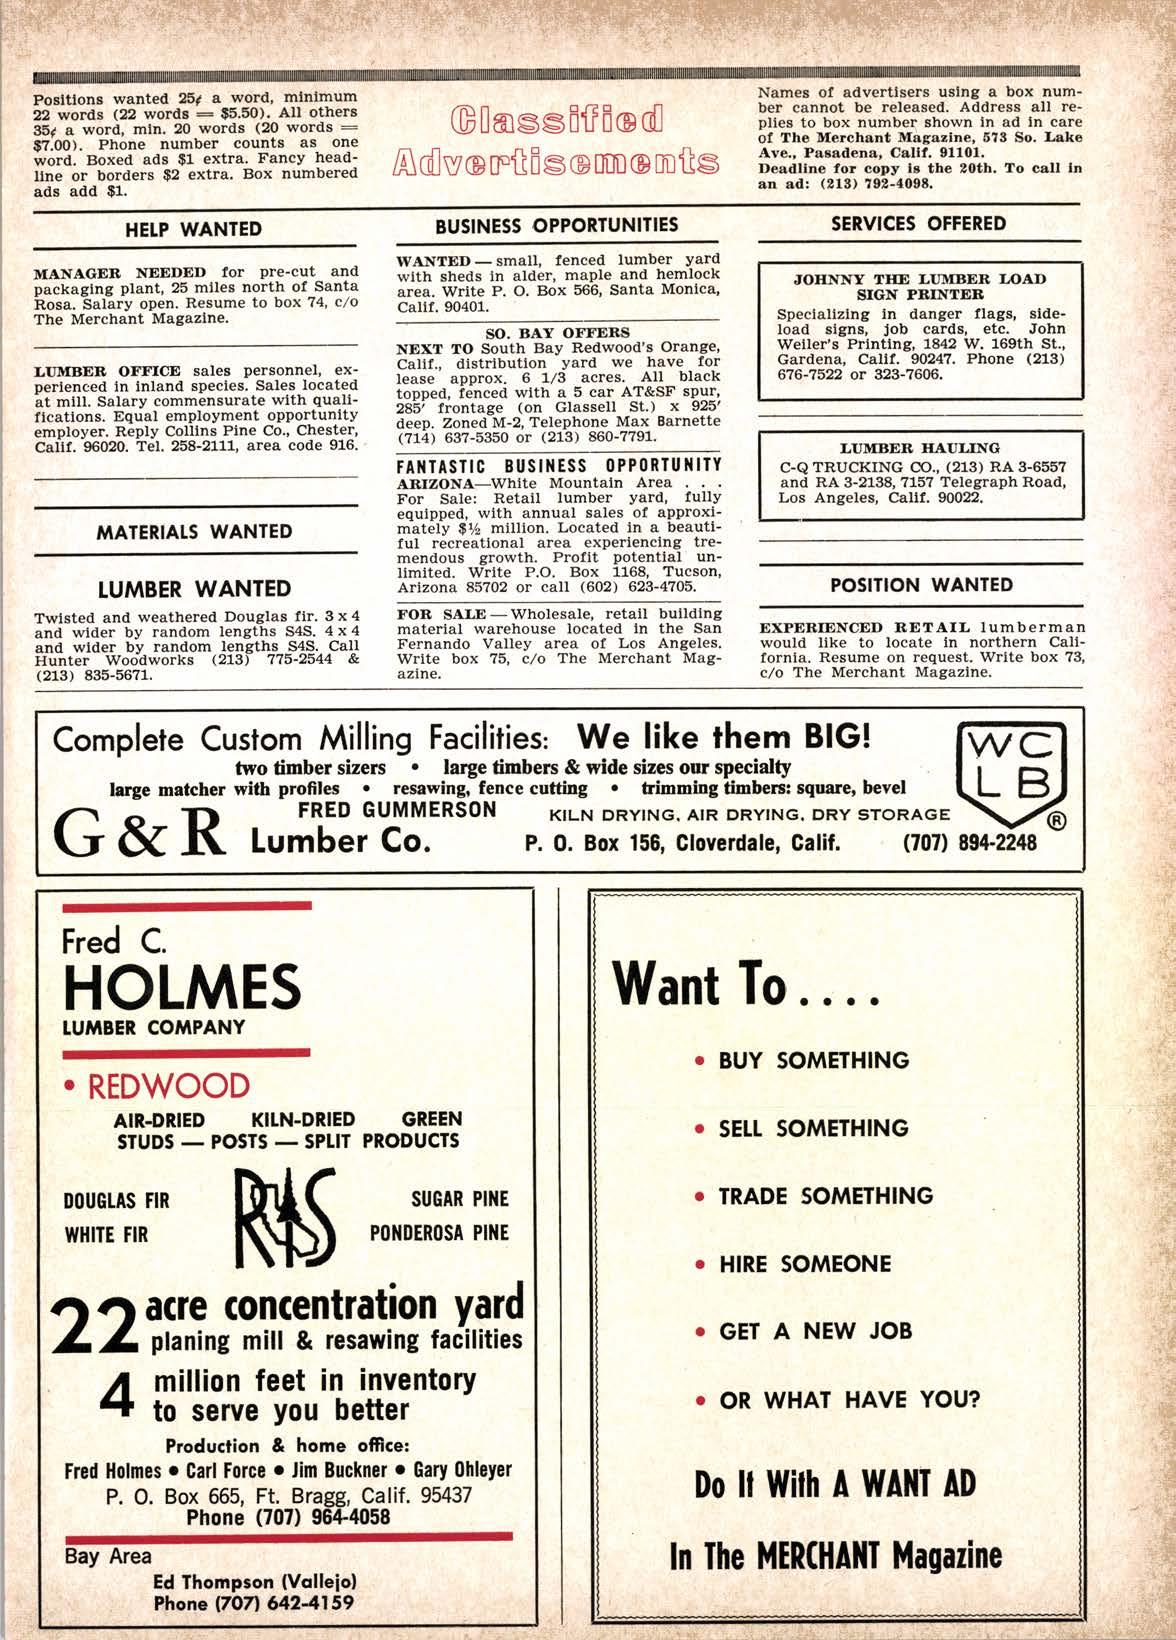 Positions wanted 25¢ a word, minimum
22 words (22 words = $5.50). All others
35¢ a word, min. 20 words (20 words =
$7.00). Phone number counts as one
word. Boxed ads $1 extra. Fancy head-
line or borders $2 extra. Box numbered
ads add $1.
Classified
Advertisements
Names of advertisers using a box num-
ber cannot be released. Address all re-
plies to box number shown in ad in care
of The Merchant Magazine, 573 So. Lake
Ave., Pasadena, Calif. 91101.
Deadline for copy is the 20th. To call in
an ad: (213) 792-4098.
HELP WANTED
MANAGER NEEDED for pre-cut and
packaging plant, 25 miles north of Santa
Rosa. Salary open. Resume to box 74, c/o
The Merchant Magazine.
LUMBER OFFICE sales personnel, ex-
perienced in inland species. Sales located
at mill. Salary commensurate with quali-
fications. Equal employment opportunity
employer. Reply Collins Pine Co., Chester,
Calif. 96020. Tel. 258-2111, area code 916.
MATERIALS WANTED
LUMBER WANTED
Twisted and weathered Douglas fir. 3 x 4
and wider by random lengths S4S. 4 x 4
and wider by random lengths S4S. Call
Hunter Woodworks (213) 775-2544 &
(213) 835-5671.
BUSINESS OPPORTUNITIES
WANTED — small, fenced lumber yard
with sheds in alder, maple and hemlock
area. Write P. O. Box 566, Santa Monica,
Calif. 90401.
SO. BAY OFFERS
NEXT TO South Bay Redwood's Orange,
Calif., distribution yard we have for
lease approx. 6 1/3 acres. All black
topped, fenced with a 5 car AT&SF spur,
285' frontage (on Glassell St.) x 925'
deep. Zoned M-2, Telephone Max Barnette
(714) 637-5350 or (213) 860-7791.
FANTASTIC BUSINESS OPPORTUNITY
ARIZONA—White Mountain Area . . .
For Sale: Retail lumber yard, fully
equipped, with annual sales of approxi-
mately $½ million. Located in a beauti-
ful recreational area experiencing tre-
mendous growth. Profit potential un-
limited. Write P.O. Box 1168, Tucson,
Arizona 85702 or call (602) 623-4705.
FOR SALE — Wholesale, retail building
material warehouse located in the San
Fernando Valley area of Los Angeles.
Write box 75, c/o The Merchant Mag-
azine.
SERVICES OFFERED
JOHNNY THE LUMBER LOAD
SIGN PRINTER
Specializing in danger flags, side-
load signs, job cards, etc. John
Weiler's Printing, 1842 W. 169th St.,
Gardena, Calif. 90247. Phone (213)
676-7522 or 323-7606.
LUMBER HAULING
C-Q TRUCKING CO., (213) RA 3-6557
and RA 3-2138, 7157 Telegraph Road,
Los Angeles, Calif. 90022.
POSITION WANTED
EXPERIENCED RETAIL lumberman
would like to locate in northern Cali-
fornia. Resume on request. Write box 73,
c/o The Merchant Magazine.
Complete Custom Milling Facilities: We like them BIG!
two timber sizers • large timbers & wide sizes our specialty
large matcher with profiles • resawing, fence cutting • trimming timbers: square, bevel
FRED GUMMERSON KILN DRYING, AIR DRYING, DRY STORAGE
G & R Lumber Co. P. O. Box 156, Cloverdale, Calif. (707) 894-2248
WC
LB
®
Fred C.
HOLMES
LUMBER COMPANY
• REDWOOD
AIR-DRIED KILN-DRIED GREEN
STUDS — POSTS — SPLIT PRODUCTS
DOUGLAS FIR SUGAR PINE
WHITE FIR PONDEROSA PINE
RIS
22 acre concentration yard
planing mill & resawing facilities
4 million feet in inventory
to serve you better
Production & home office:
Fred Holmes • Carl Force • Jim Buckner • Gary Ohleyer
P. O. Box 665, Ft. Bragg, Calif. 95437
Phone (707) 964-4058
Bay Area
Ed Thompson (Vallejo)
Phone (707) 642-4159
Want To . . . .
• BUY SOMETHING
• SELL SOMETHING
• TRADE SOMETHING
• HIRE SOMEONE
• GET A NEW JOB
• OR WHAT HAVE YOU?
Do It With A WANT AD
In The MERCHANT Magazine